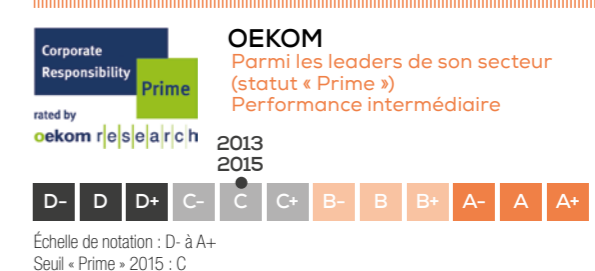 Corporate
Responsibility
Prime
rated by
oekom research
OEKOM
Parmi les leaders de son secteur
(statut « Prime »)
Performance intermédiaire
2013
2015
D- D D+ C- C C+ B- B B+ A- A A+
Échelle de notation : D- à A+
Seuil « Prime » 2015 : C